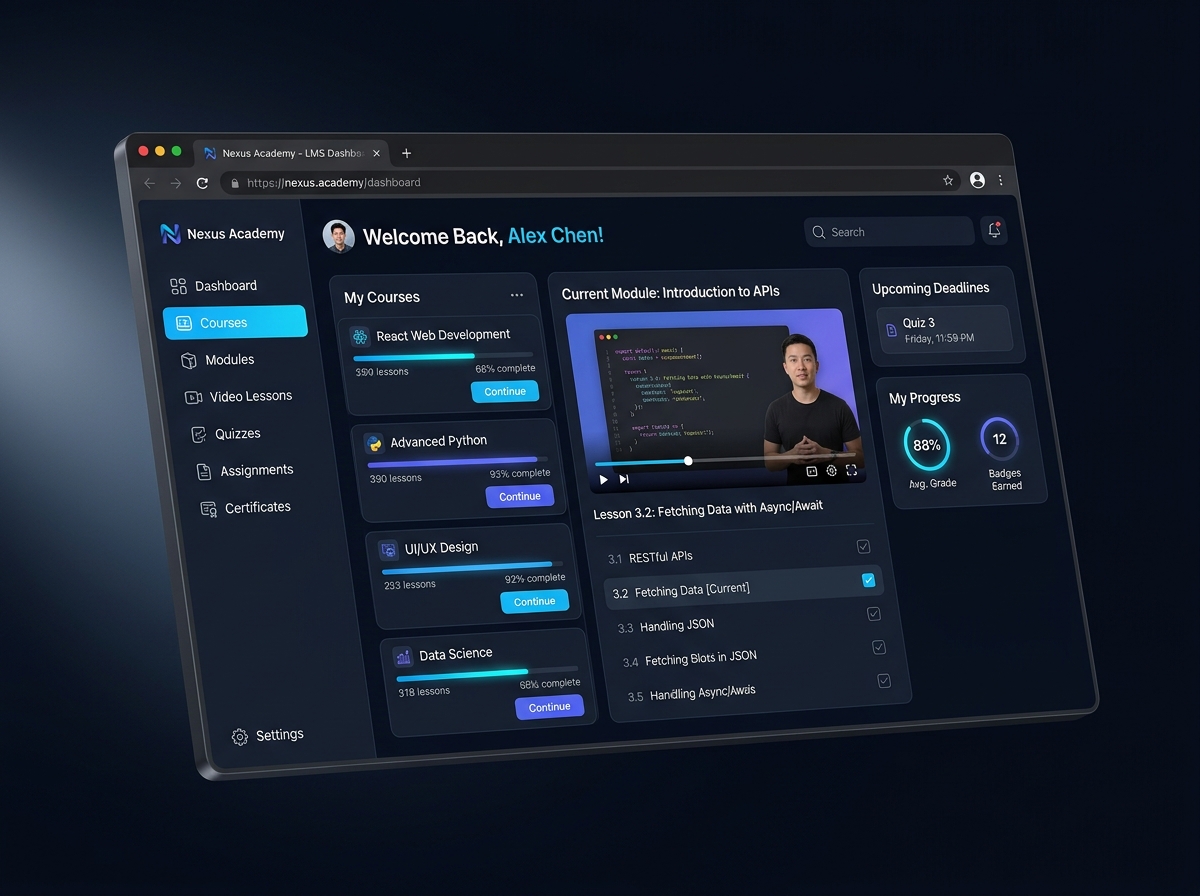 Nexus Academy - LMS Dashbo
https://nexus.academy/dashboard
Nexus Academy
Dashboard
Courses
Modules
Video Lessons
Quizzes
Assignments
Certificates
Settings
Welcome Back, Alex Chen!
Search
My Courses
React Web Development
390 lessons
68% complete
Continue
Advanced Python
390 lessons
93% complete
Continue
UI/UX Design
233 lessons
92% complete
Continue
Data Science
318 lessons
68% complete
Continue
Current Module: Introduction to APIs
Lesson 3.2: Fetching Data with Async/Await
3.1 RESTful APIs
3.2 Fetching Data [Current]
3.3 Handling JSON
3.4 Fetching Blots in JSON
3.5 Handling Async/Awais
Upcoming Deadlines
Quiz 3
Friday, 11:59 PM
My Progress
88%
Avg. Grade
12
Badges
Earned